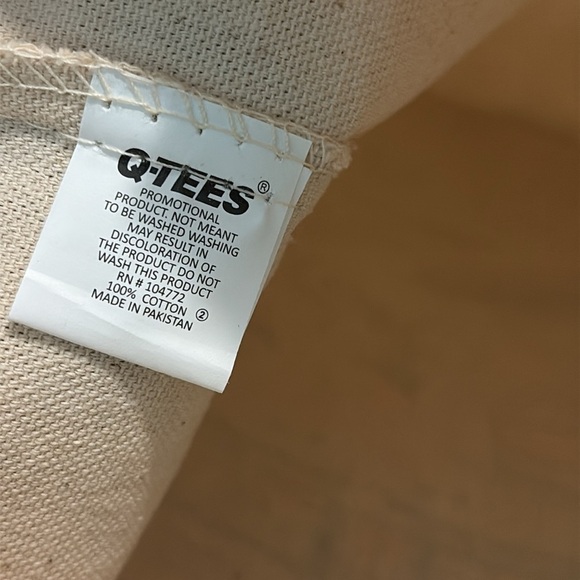 Q-TEES®
PROMOTIONAL
PRODUCT. NOT MEANT
TO BE WASHED WASHING
MAY RESULT IN
DISCOLORATION OF
THE PRODUCT DO NOT
WASH THIS PRODUCT
RN # 104772
100% COTTON ②
MADE IN PAKISTAN